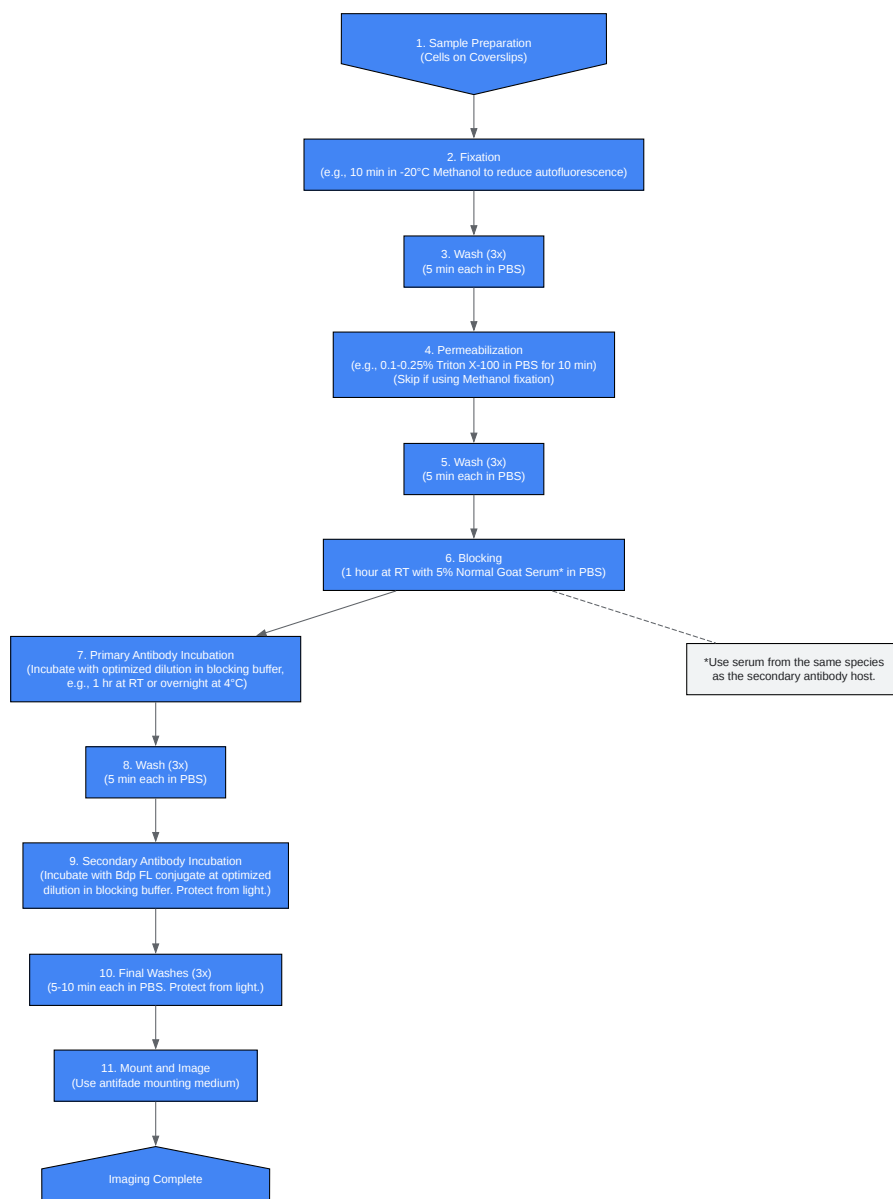 1. Sample Preparation
(Cells on Coverslips)
2. Fixation
(e.g., 10 min in -20°C Methanol to reduce autofluorescence)
3. Wash (3x)
(5 min each in PBS)
4. Permeabilization
(e.g., 0.1-0.25% Triton X-100 in PBS for 10 min)
(Skip if using Methanol fixation)
5. Wash (3x)
(5 min each in PBS)
6. Blocking
(1 hour at RT with 5% Normal Goat Serum* in PBS)
7. Primary Antibody Incubation
(Incubate with optimized dilution in blocking buffer,
e.g., 1 hr at RT or overnight at 4°C)
*Use serum from the same species
as the secondary antibody host.
8. Wash (3x)
(5 min each in PBS)
9. Secondary Antibody Incubation
(Incubate with Bdp FL conjugate at optimized
dilution in blocking buffer. Protect from light.)
10. Final Washes (3x)
(5-10 min each in PBS. Protect from light.)
11. Mount and Image
(Use antifade mounting medium)
Imaging Complete